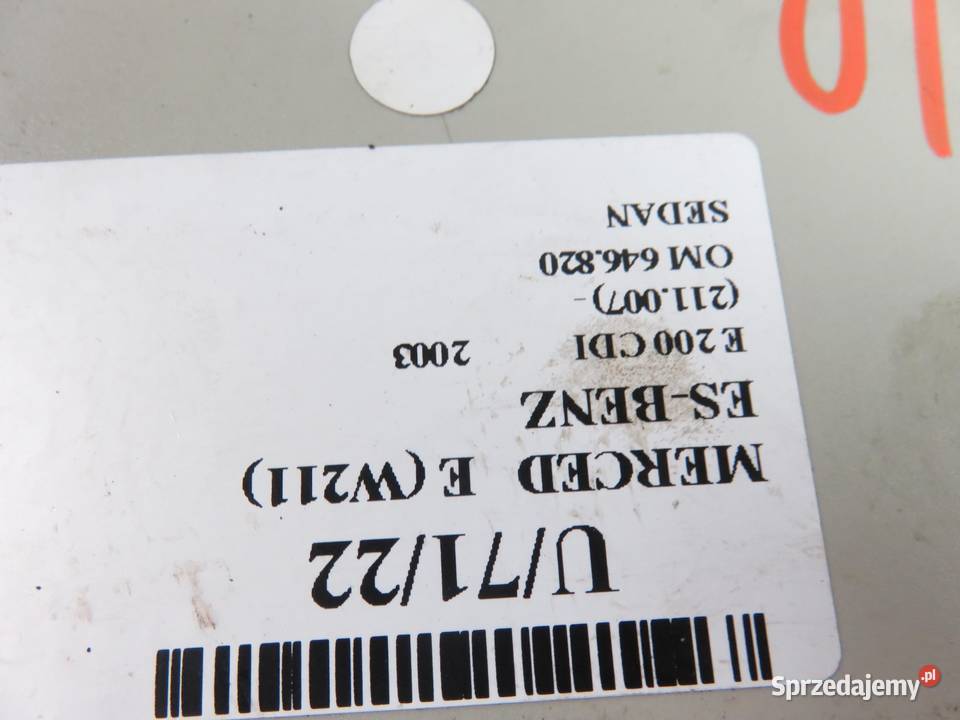 U/71/22
MERCED E (W211)
ES-BENZ
E 200 CDI 2003
(211.007) -
OM 646.820
SEDAN
Sprzedajemy.pl